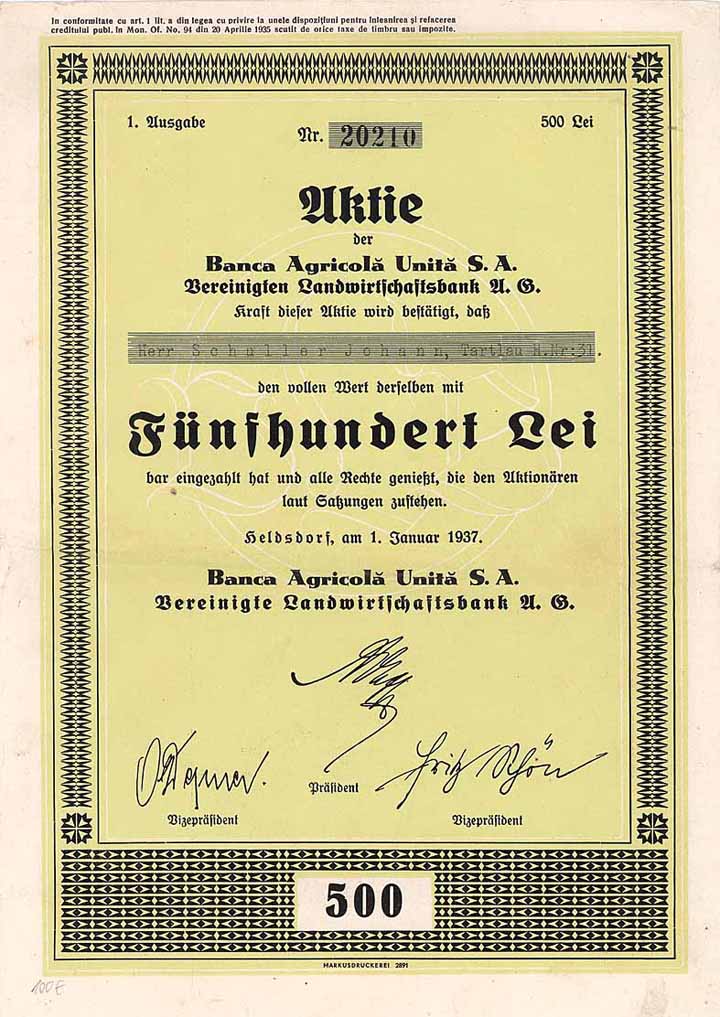 In conformitate cu art. 1 lit. a din legea cu privire la unele dispozițiuni pentru înleanirea și refacerea
creditului publ. în Mon. Of. No. 94 din 20 Aprilie 1935 scutit de orice taxe de timbru sau impozite.
1. Ausgabe
Nr. 20210
500 Lei
Aktie
der
Banca Agricolă Unită S. A.
Vereinigten Landwirtschaftsbank A. G.
Kraft dieser Aktie wird bestätigt, daß
Herr Schuller Johann, Tartlau H.Nr:31.
den vollen Wert derselben mit
Fünfhundert Lei
bar eingezahlt hat und alle Rechte genießt, die den Aktionären
laut Satzungen zustehen.
Heldsdorf, am 1. Januar 1937.
Banca Agricolă Unită S. A.
Vereinigte Landwirtschaftsbank A. G.
Fritz Schön
Präsident
Vizepräsident
Vizepräsident
500
MARKUSDRUCKEREI 2891
100€